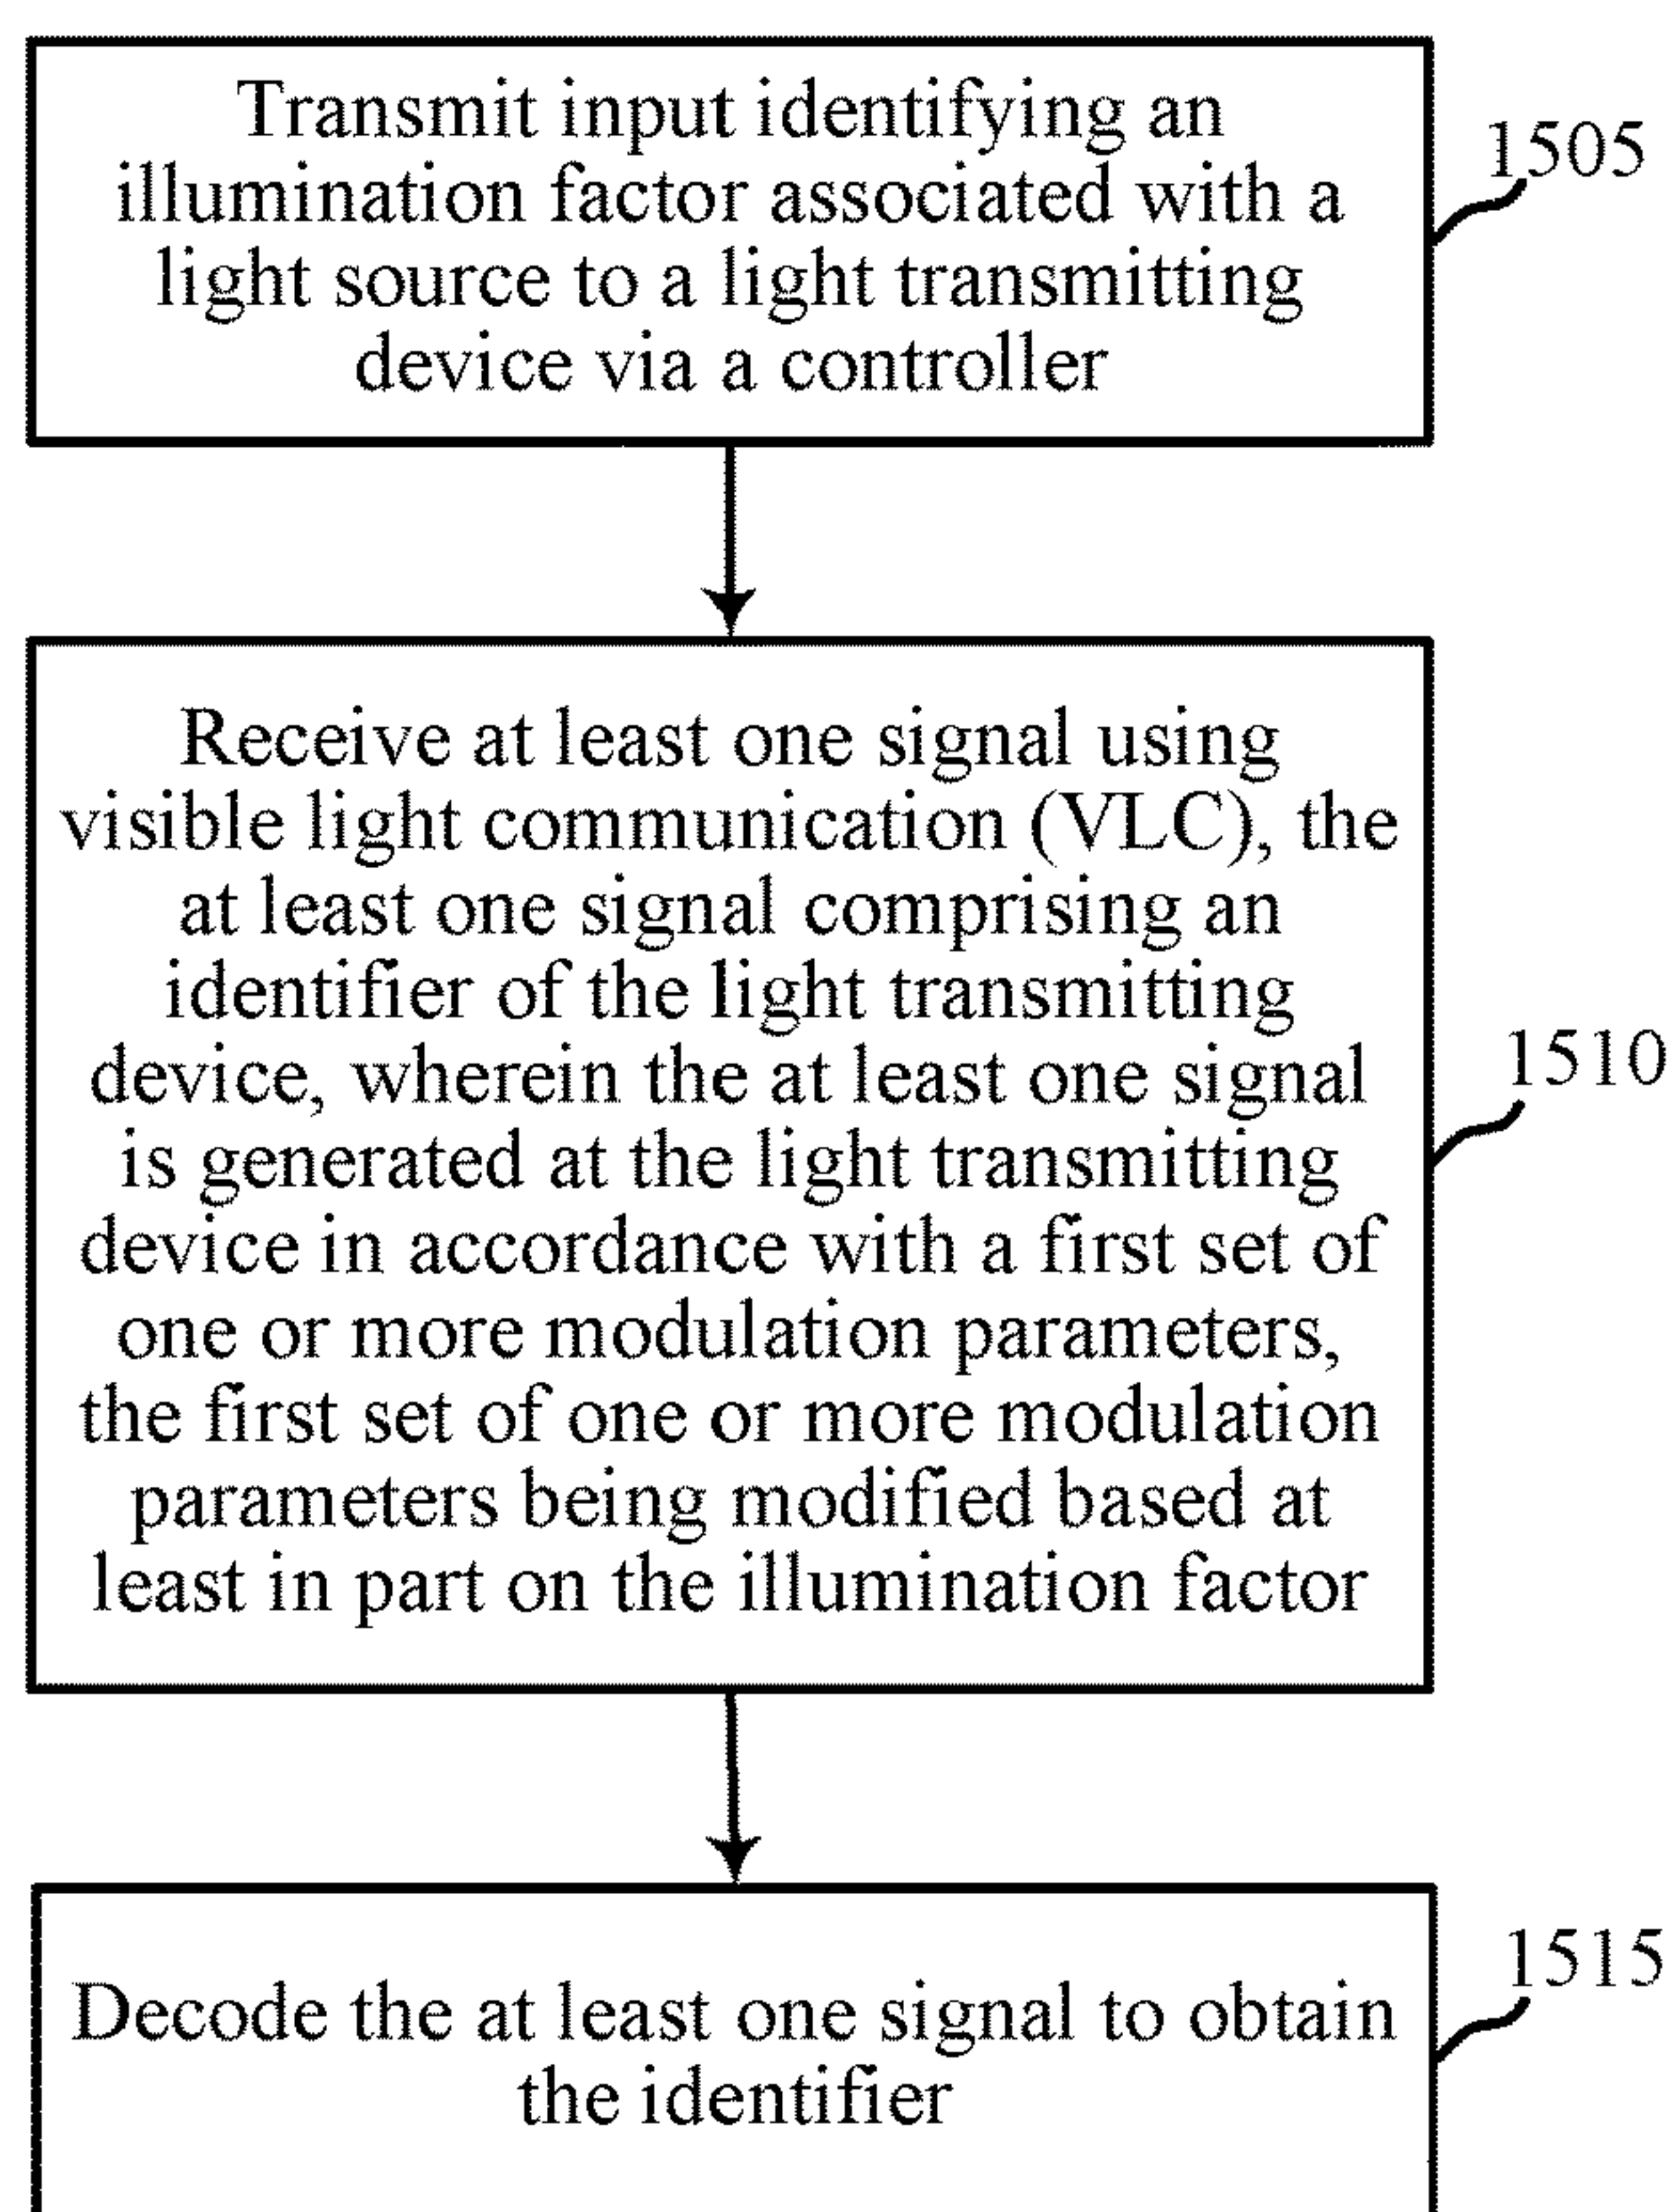 Transmit input identifying an
illumination factor associated with a
light source to a light transmitting
device via a controller
1505
Receive at least one signal using
visible light communication (VLC), the
at least one signal comprising an
identifier of the light transmitting
device, wherein the at least one signal
is generated at the light transmitting
device in accordance with a first set of
one or more modulation parameters,
the first set of one or more modulation
parameters being modified based at
least in part on the illumination factor
1510
Decode the at least one signal to obtain
the identifier
1515